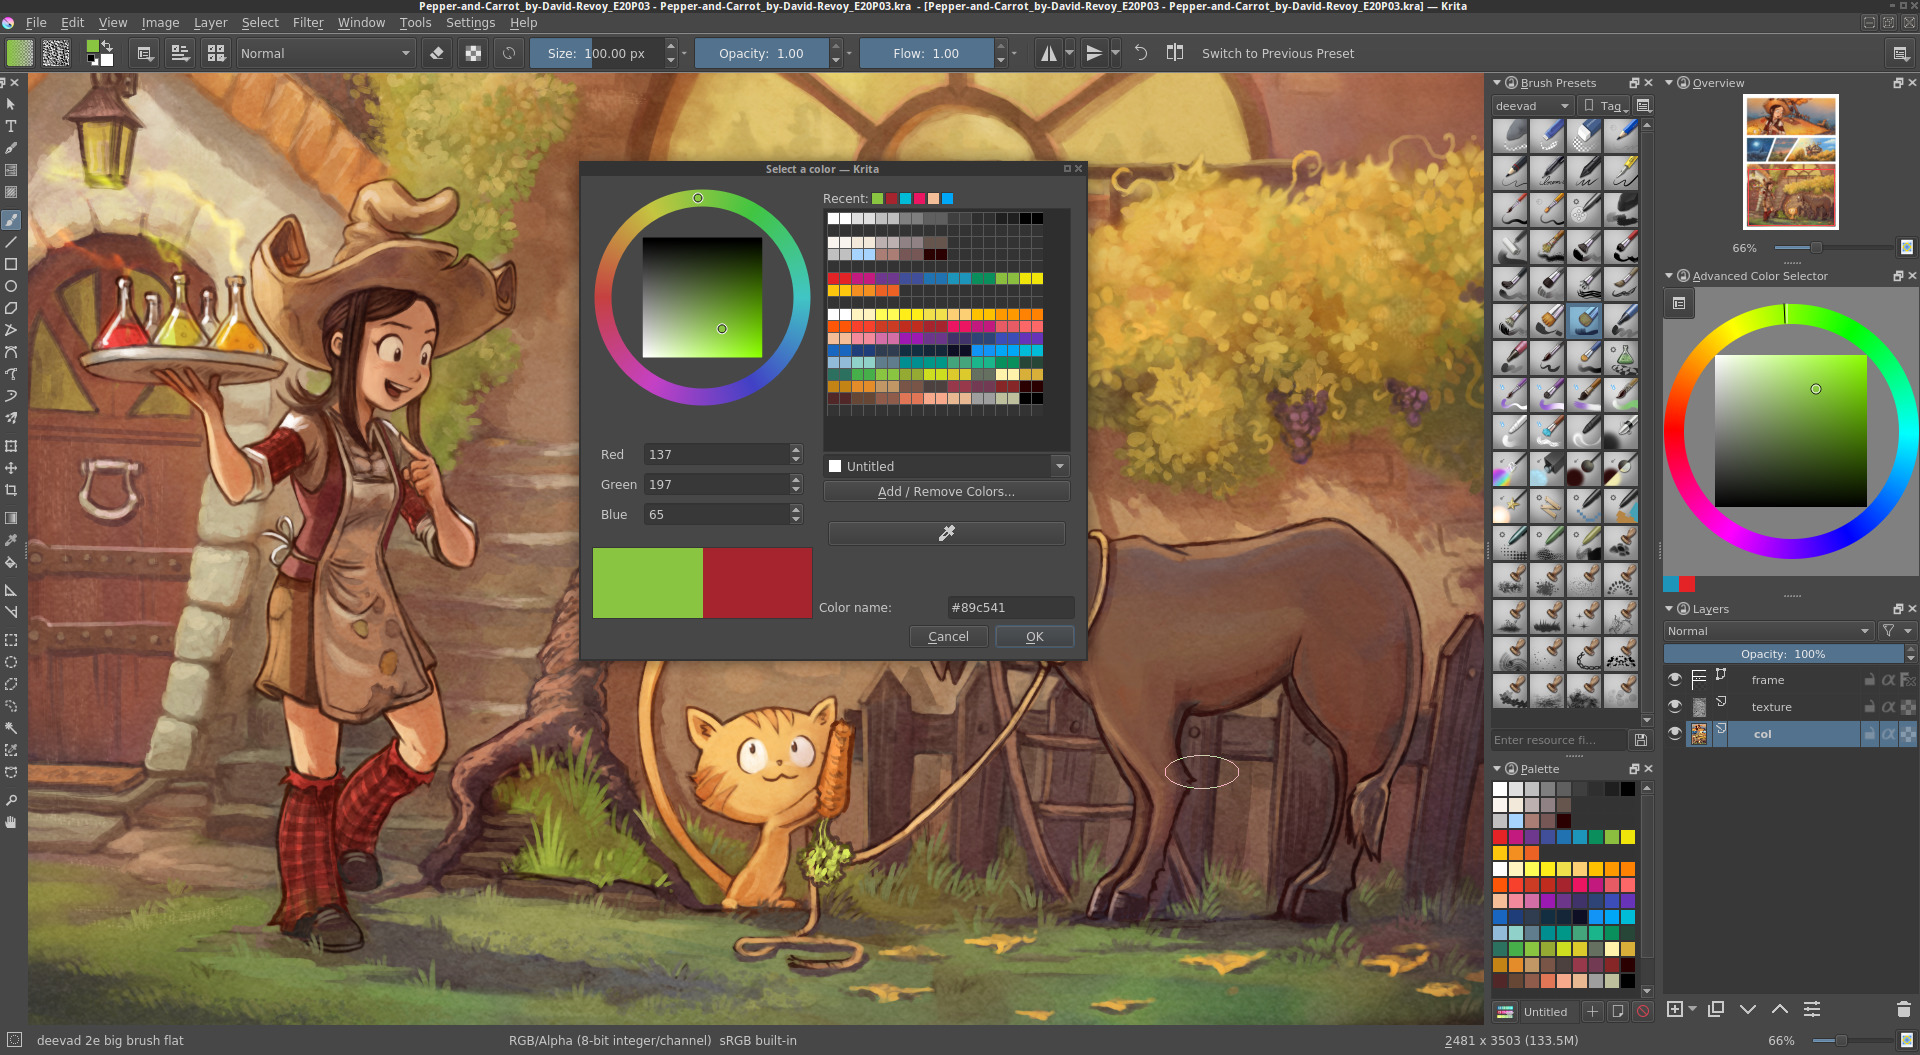 Pepper-and-Carrot_by-David-Revoy_E20P03 - Pepper-and-Carrot_by-David-Revoy_E20P03.kra - [Pepper-and-Carrot_by-David-Revoy_E20P03 - Pepper-and-Carrot_by-David-Revoy_E20P03.kra] — Krita
File Edit View Image Layer Select Filter Window Tools Settings Help
Normal Size: 100.00 px Opacity: 1.00 Flow: 1.00 Switch to Previous Preset
Brush Presets
deevad Tag
Enter resource fi...
Palette
Untitled
Overview
66%
Advanced Color Selector
Layers
Normal
Opacity: 100%
frame
texture
col
Select a color — Krita
Recent:
Red 137
Green 197
Blue 65
Untitled
Add / Remove Colors...
Color name: #89c541
Cancel OK
deevad 2e big brush flat RGB/Alpha (8-bit integer/channel) sRGB built-in 2481 x 3503 (133.5M) 66%